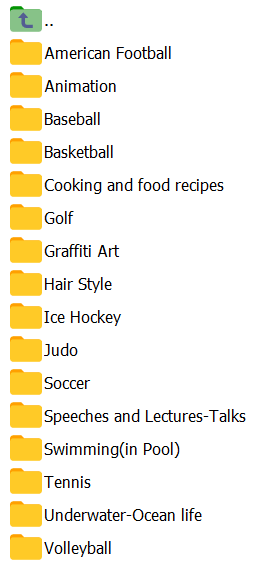 ..
American Football
Animation
Baseball
Basketball
Cooking and food recipes
Golf
Graffiti Art
Hair Style
Ice Hockey
Judo
Soccer
Speeches and Lectures-Talks
Swimming(in Pool)
Tennis
Underwater-Ocean life
Volleyball